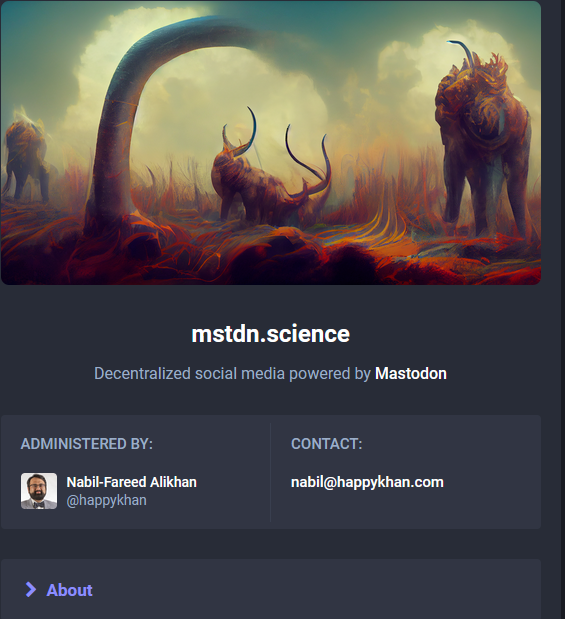 mstdn.science
Decentralized social media powered by Mastodon
ADMINISTERED BY:
Nabil-Fareed Alikhan
@happykhan
CONTACT:
nabil@happykhan.com
About